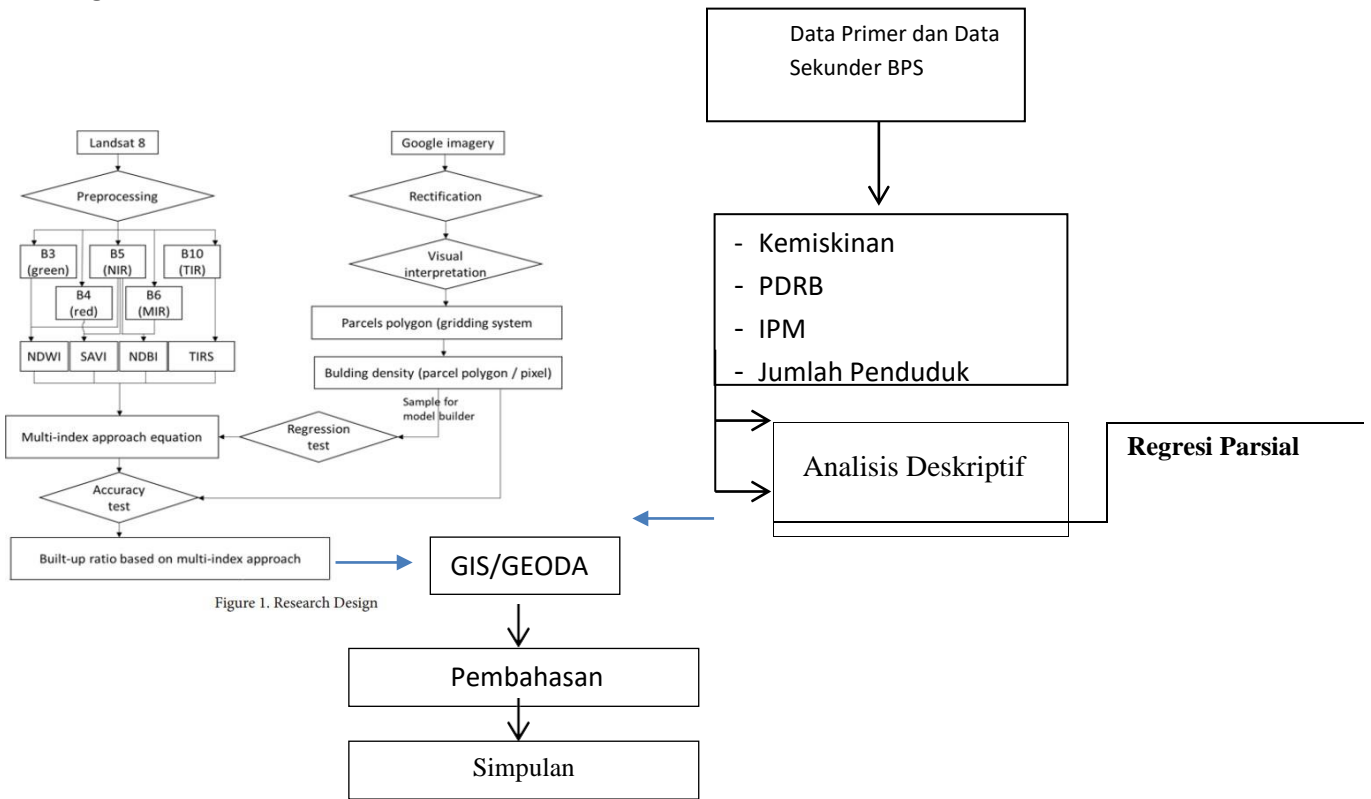 Data Primer dan Data
Sekunder BPS
Landsat 8
Google imagery
Preprocessing
Rectification
B3
(green)
B5
(NIR)
B10
(TIR)
B4
(red)
B6
(MIR)
Visual
interpretation
- Kemiskinan
- PDRB
- IPM
- Jumlah Penduduk
Parcels polygon (gridding system
NDWI
SAVI
NDBI
TIRS
Bulding density (parcel polygon / pixel)
Sample for
model builder
Multi-index approach equation
Regression
test
Analisis Deskriptif
Regresi Parsial
Accuracy
test
Built-up ratio based on multi-index approach
GIS/GEODA
Figure 1. Research Design
Pembahasan
Simpulan